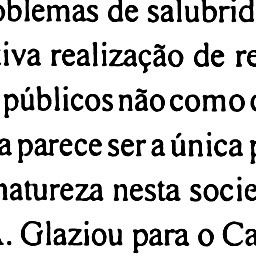 oblemas de salubrid
iva realização de re
públicos não como
a parece ser a única
natureza nesta socie
. Glaziou para o Ca